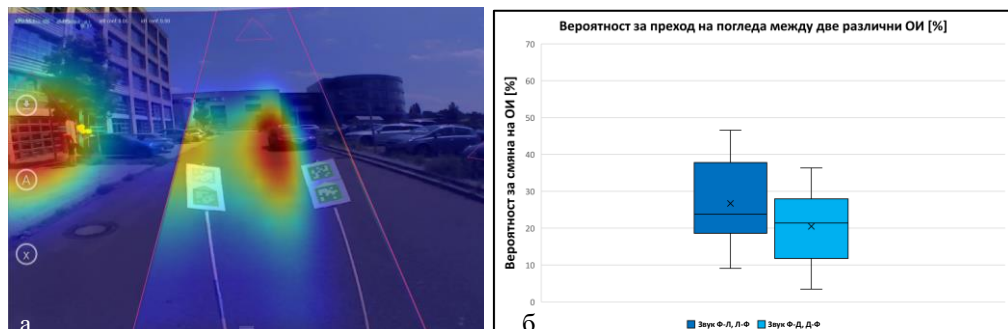 A
X
а
Вероятност за преход на погледа между две различни ОИ [%]
Вероятност за смяна на ОИ [%]
70
60
50
40
30
20
10
0
Звук Ф-Л, Л-Ф
Звук Ф-Д, Д-Ф
б